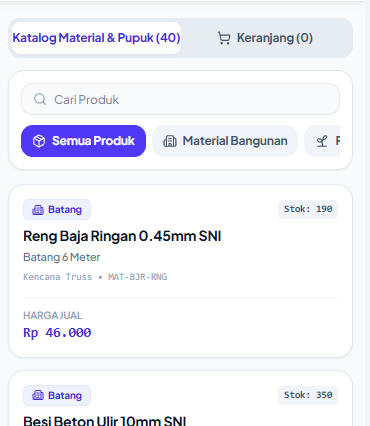 Katalog Material & Pupuk (40)
Keranjang (0)
Cari Produk
Semua Produk
Material Bangunan
Batang
Stok: 190
Reng Baja Ringan 0.45mm SNI
Batang 6 Meter
Kencana Truss • MAT-BJR-RNG
HARGA JUAL
Rp 46.000
Batang
Stok: 350
Besi Beton Ulir 10mm SNI